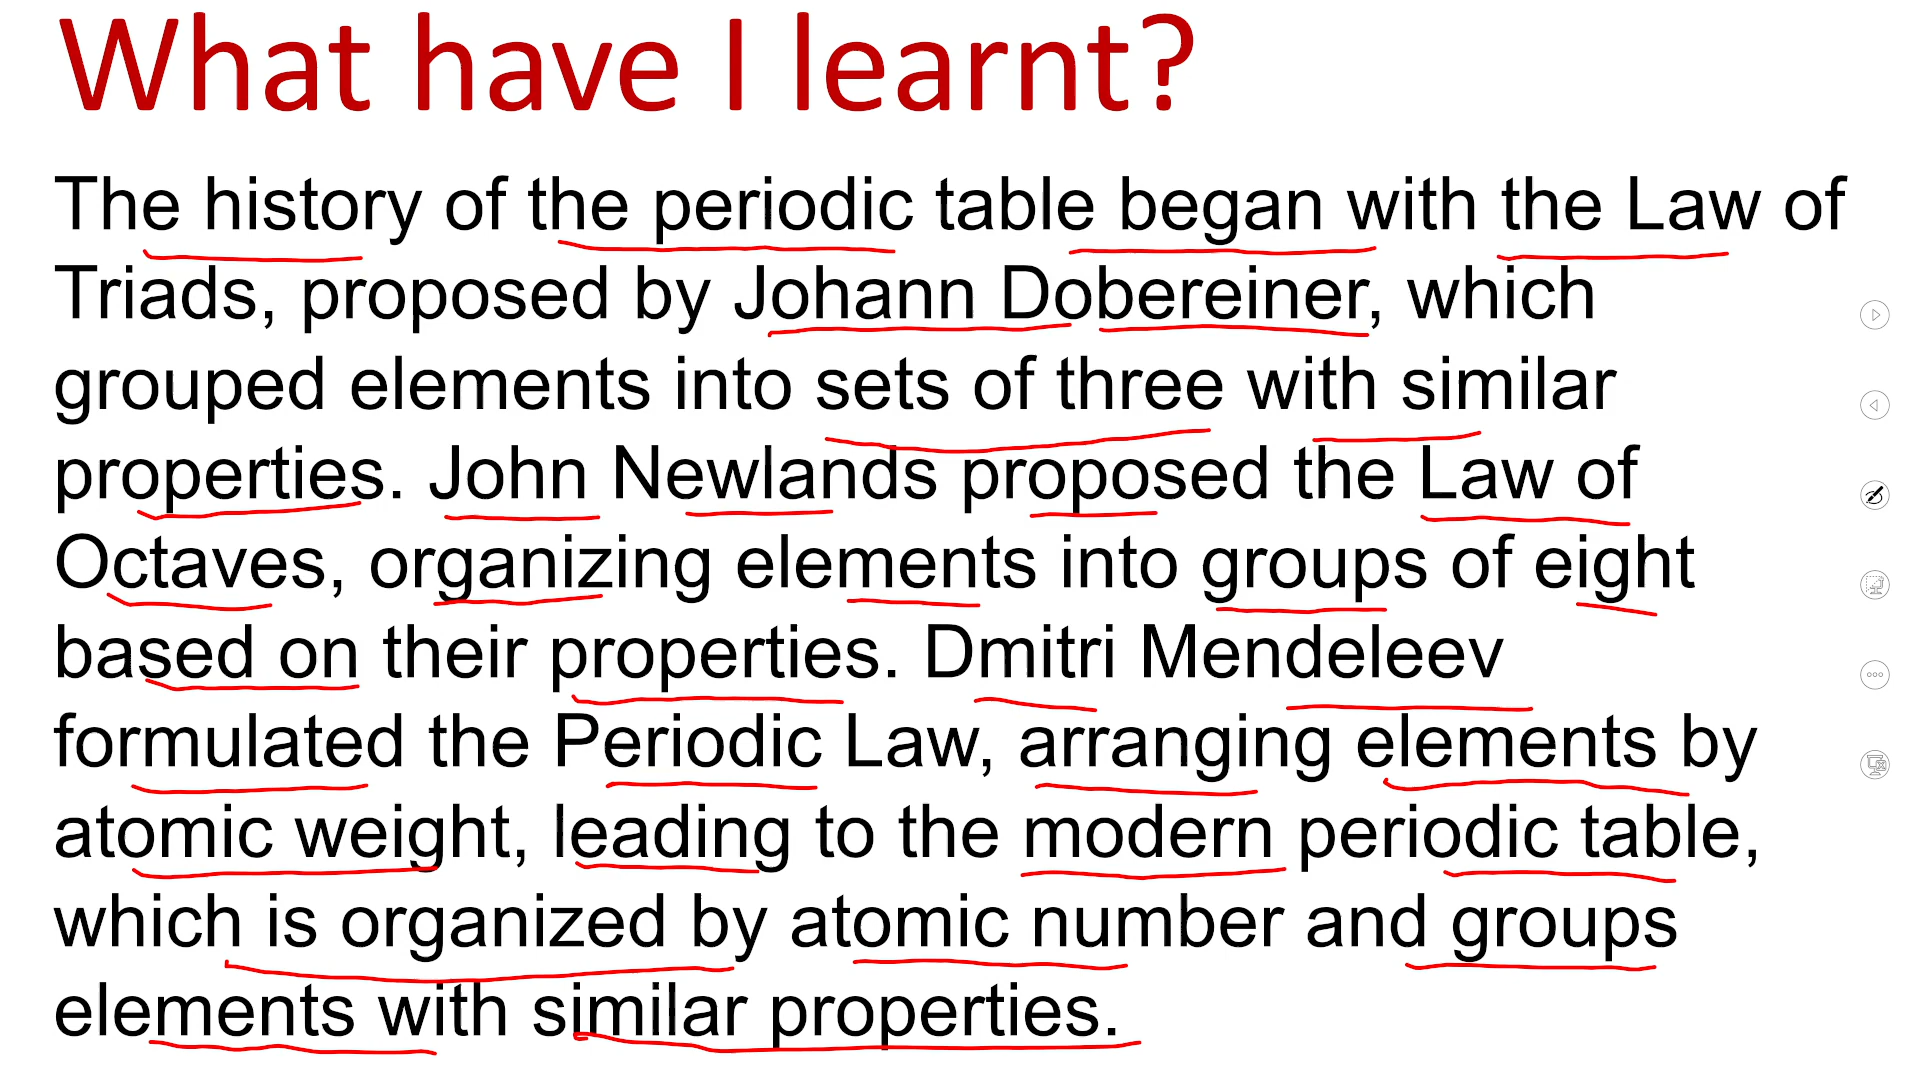 What have I learnt?
The history of the periodic table began with the Law of
Triads, proposed by Johann Dobereiner, which
grouped elements into sets of three with similar
properties. John Newlands proposed the Law of
Octaves, organizing elements into groups of eight
based on their properties. Dmitri Mendeleev
formulated the Periodic Law, arranging elements by
atomic weight, leading to the modern periodic table,
which is organized by atomic number and groups
elements with similar properties.